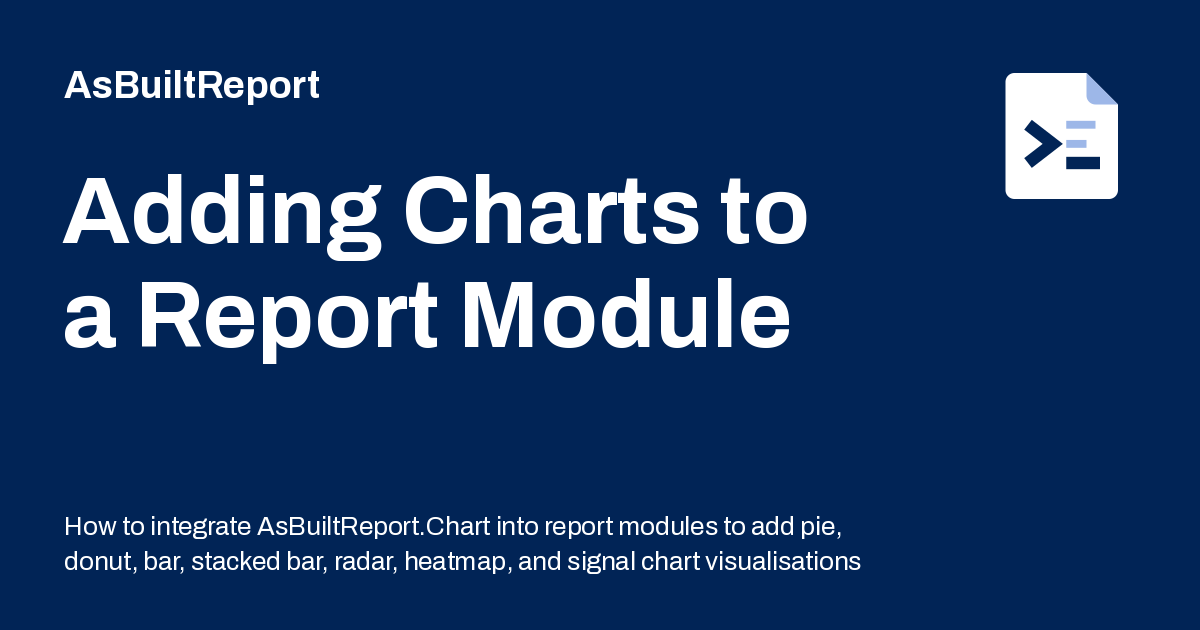 AsBuiltReport
Adding Charts to
a Report Module
How to integrate AsBuiltReport.Chart into report modules to add pie,
donut, bar, stacked bar, radar, heatmap, and signal chart visualisations